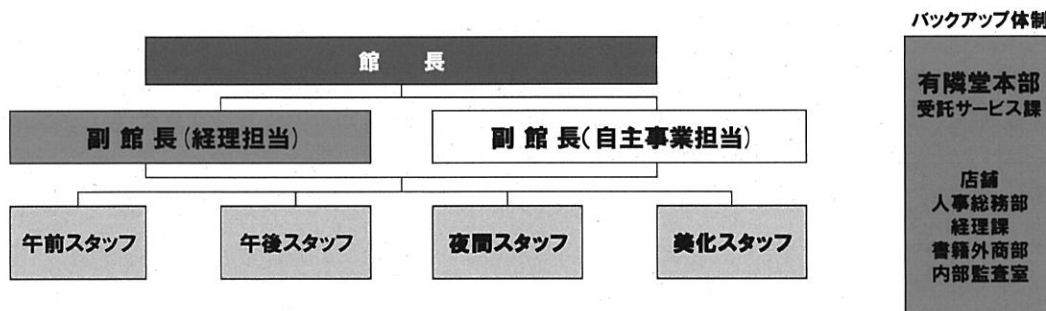 館 長
副 館 長(経理担当)
副 館 長(自主事業担当)
午前スタッフ
午後スタッフ
夜間スタッフ
美化スタッフ
バックアップ体制
有隣堂本部
受託サービス課
店舗
人事総務部
経理課
書籍外商部
内部監査室